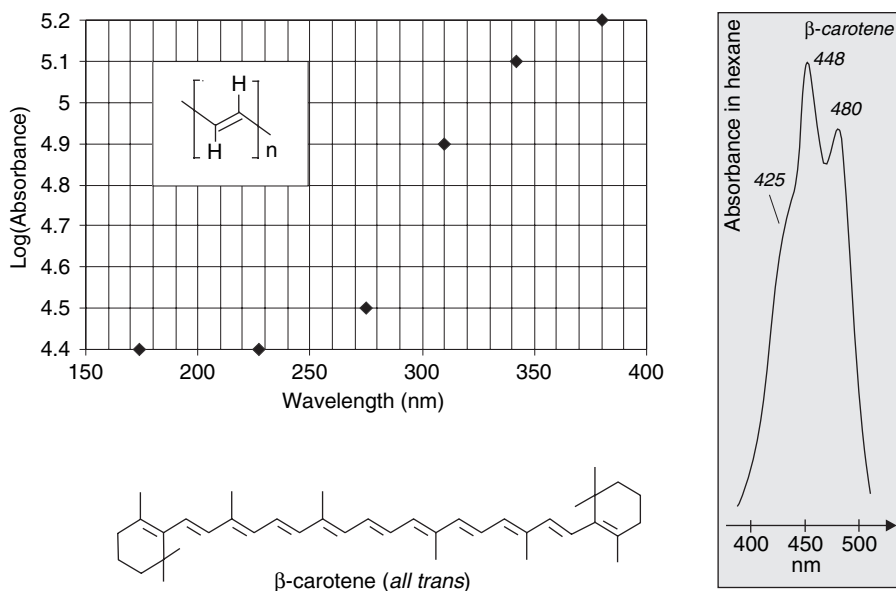 5.2
5.1
5
4.9
4.8
4.7
4.6
4.5
4.4
Log(Absorbance)
150 200 250 300 350 400
Wavelength (nm)
H
H
n
β-carotene (all trans)
β-carotene
448
480
425
Absorbance in hexane
400 450 500
nm